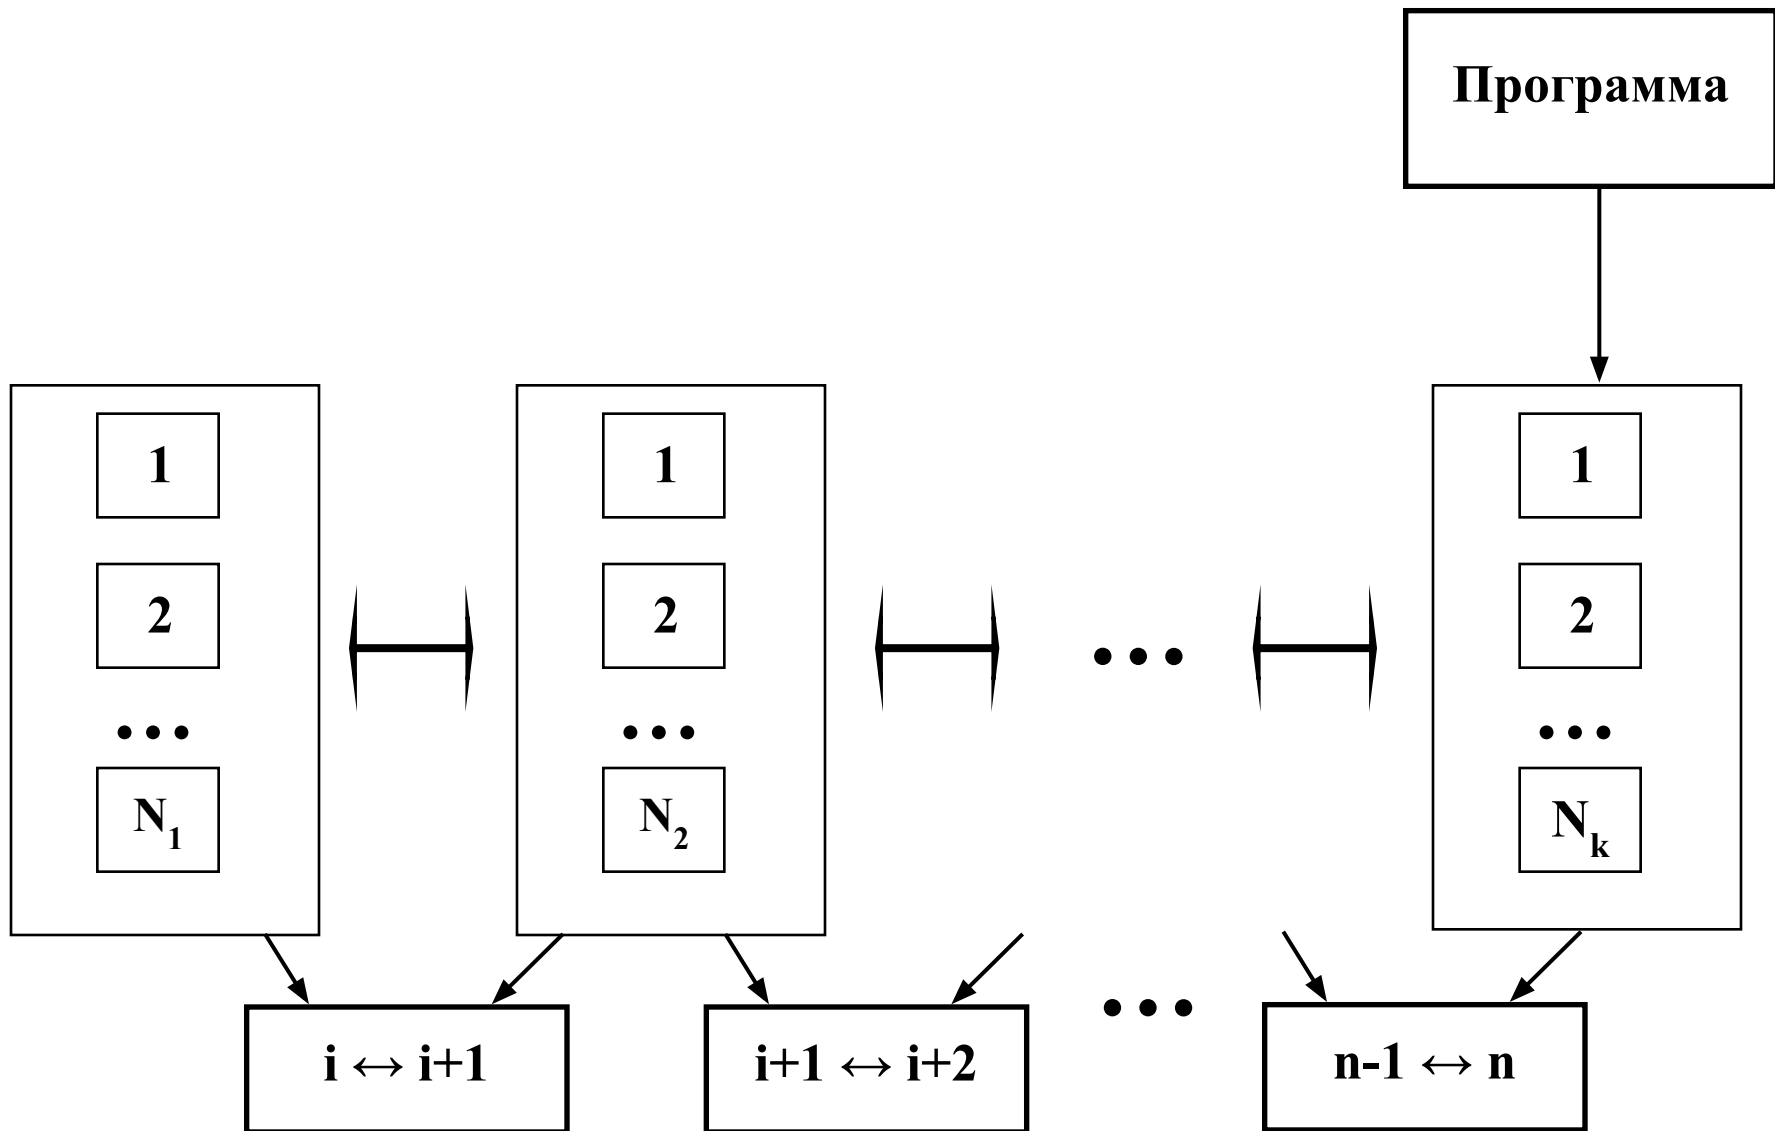 Программа
1 1 1
2 2 • • • 2
• • • • • • • • •
N₁ N₂ Nₖ
i ↔ i+1 i+1 ↔ i+2 • • • n-1 ↔ n